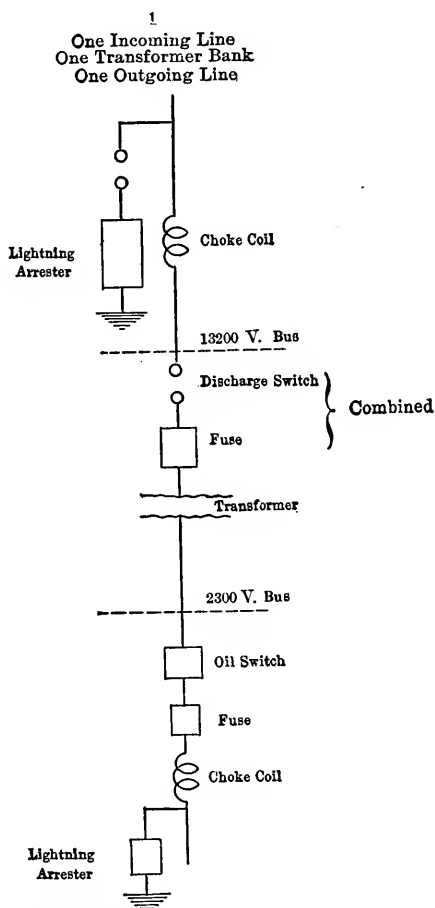 1
One Incoming Line
One Transformer Bank
One Outgoing Line
Lightning
Arrester
Choke Coil
13200 V. Bus
Discharge Switch
Combined
Fuse
Transformer
2300 V. Bus
Oil Switch
Fuse
Choke Coil
Lightning
Arrester